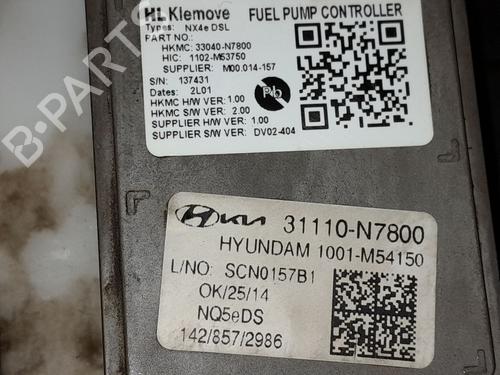 HL Klemove FUEL PUMP CONTROLLER
Types: NX4e DSL
PART NO:
HKMC: 33040-N7800
HIC: 1102-M53750
SUPPLIER: M00.014-157
S/N: 137431
Dates: 2L01
HKMC H/W VER: 1.00
HKMC S/W VER: 2.00
SUPPLIER H/W VER: 1.00
SUPPLIER S/W VER: DV02-404
Pb
B-PARTS
KIA 31110-N7800
HYUNDAM 1001-M54150
L/NO: SCN0157B1
OK/25/14
NQ5eDS
142/857/2986